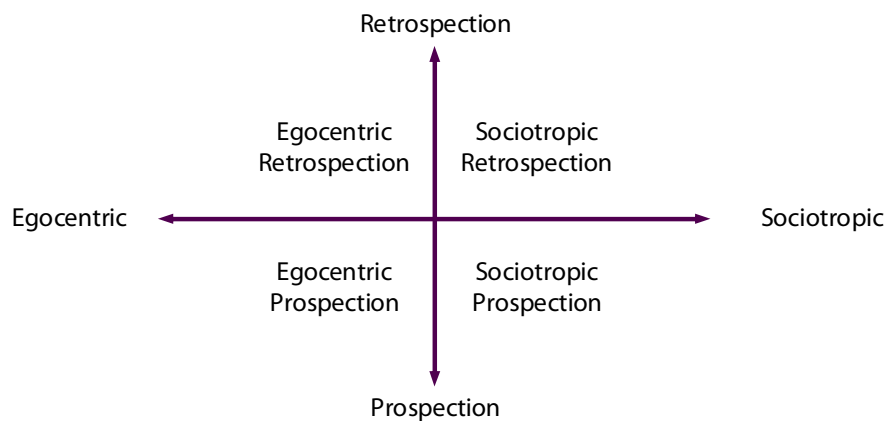 Retrospection
Egocentric
Retrospection
Sociotropic
Retrospection
Egocentric
Sociotropic
Egocentric
Prospection
Sociotropic
Prospection
Prospection